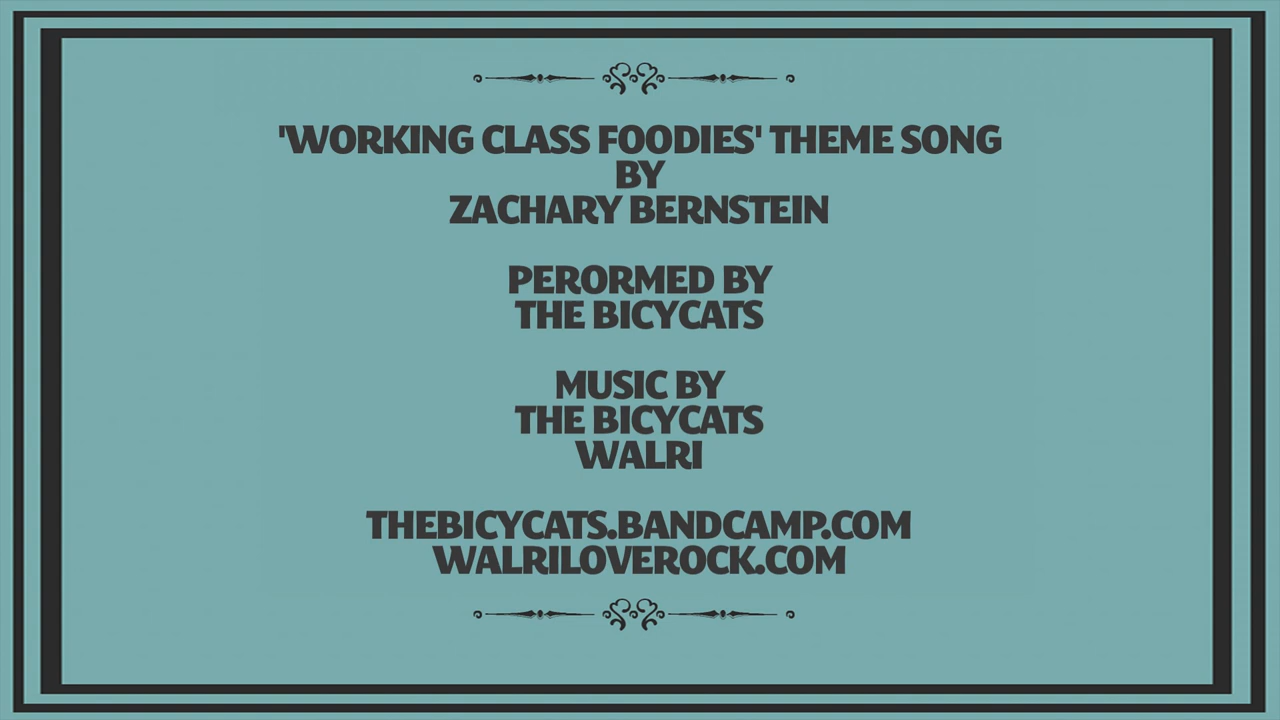 'WORKING CLASS FOODIES' THEME SONG
BY
ZACHARY BERNSTEIN
PERORMED BY
THE BICYCATS
MUSIC BY
THE BICYCATS
WALRI
THEBICYCATS.BANDCAMP.COM
WALRILOVEROCK.COM